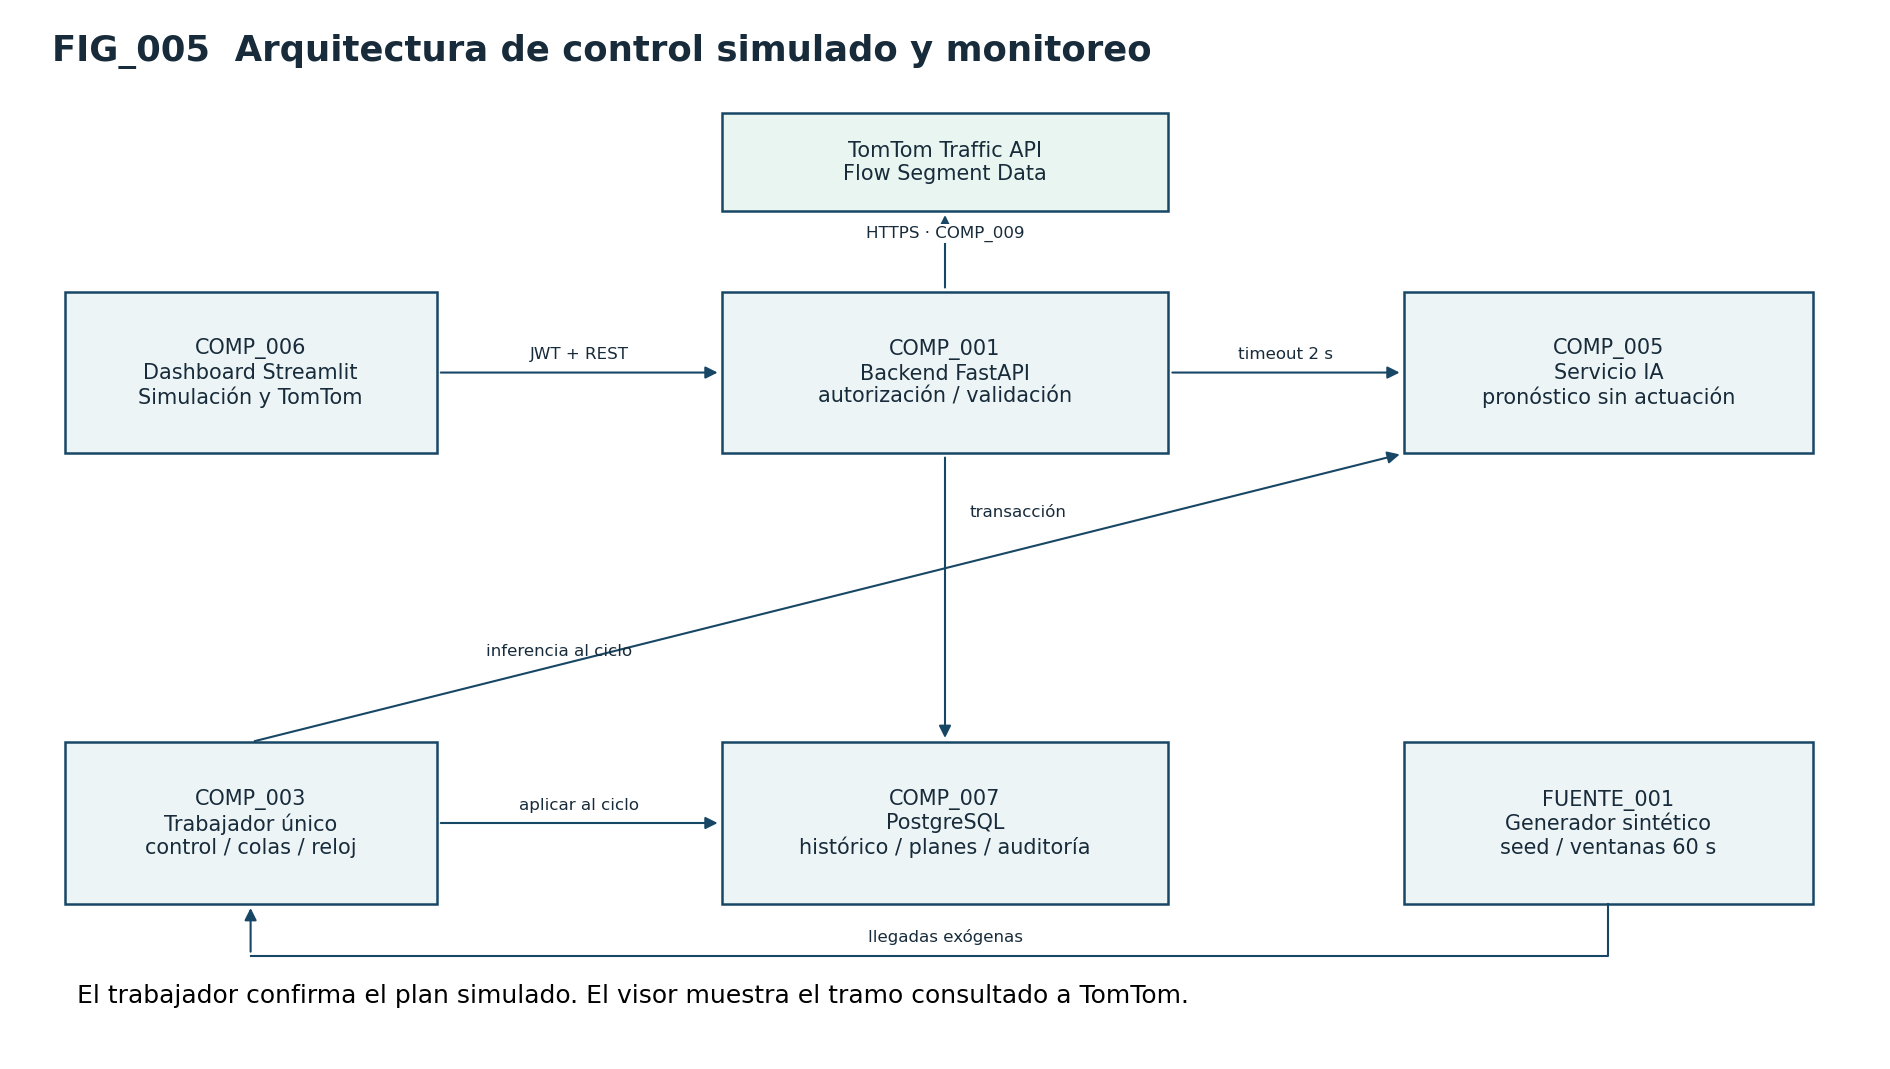 FIG_005  Arquitectura de control simulado y monitoreo
TomTom Traffic API
Flow Segment Data
HTTPS · COMP_009
COMP_006
Dashboard Streamlit
Simulación y TomTom
JWT + REST
COMP_001
Backend FastAPI
autorización / validación
timeout 2 s
COMP_005
Servicio IA
pronóstico sin actuación
transacción
inferencia al ciclo
COMP_003
Trabajador único
control / colas / reloj
aplicar al ciclo
COMP_007
PostgreSQL
histórico / planes / auditoría
FUENTE_001
Generador sintético
seed / ventanas 60 s
llegadas exógenas
El trabajador confirma el plan simulado. El visor muestra el tramo consultado a TomTom.